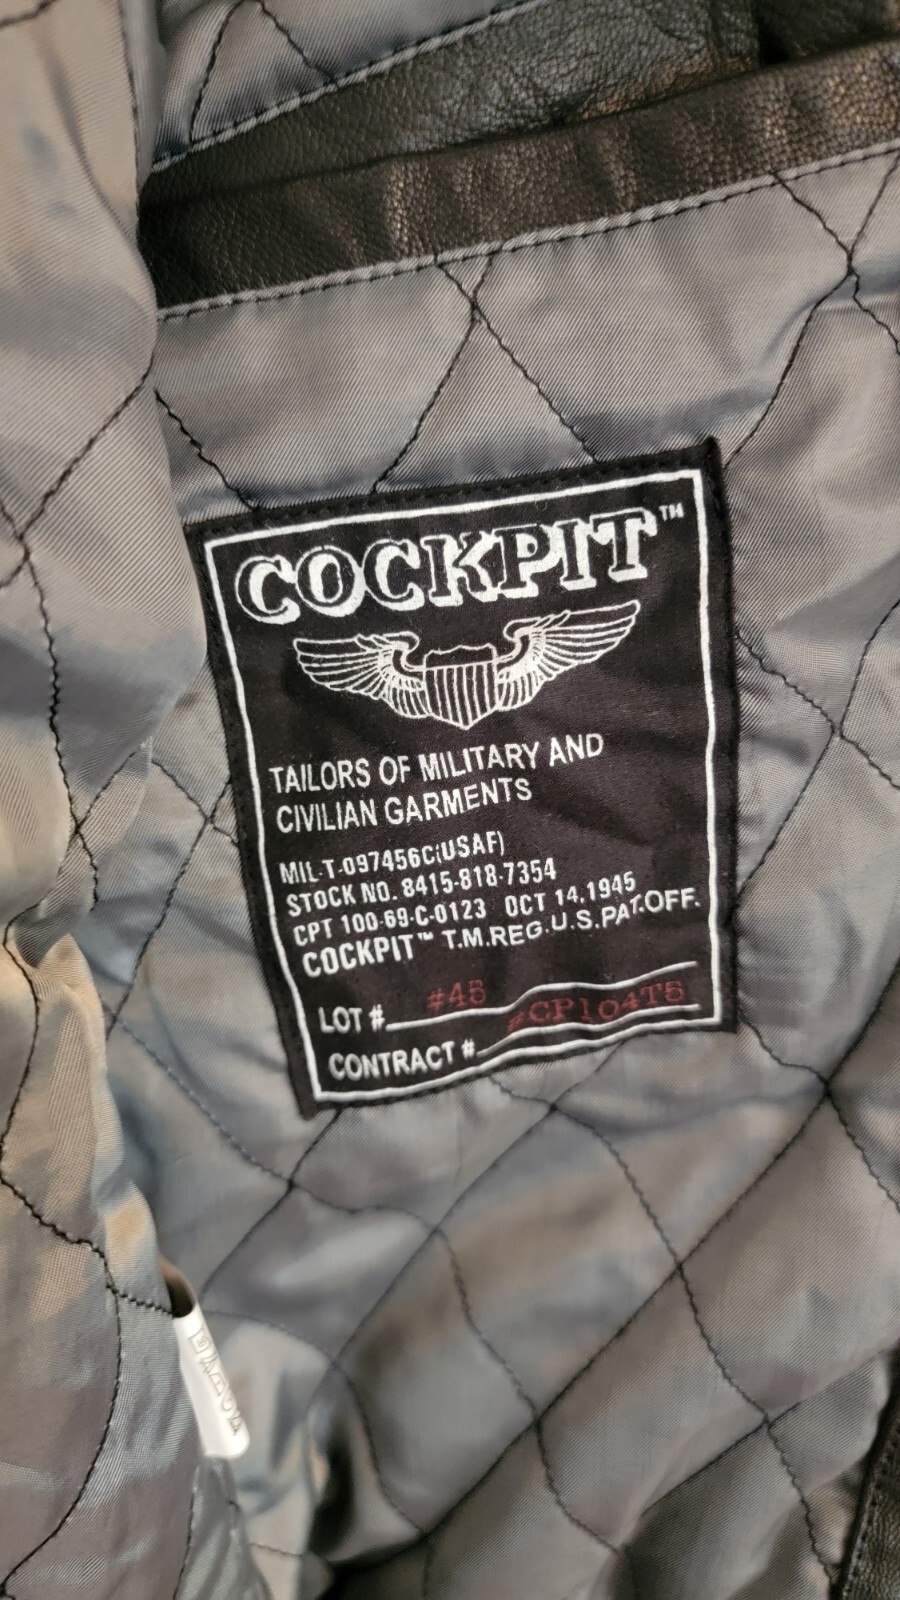 COCKPIT™
TAILORS OF MILITARY AND
CIVILIAN GARMENTS
MIL-T-097456C(USAF)
STOCK NO. 8415-818-7354
CPT 100-69-C-0123 OCT 14,1945
COCKPIT™ T.M.REG.U.S.PAT.OFF.
LOT # #45
CONTRACT # #CP104T5